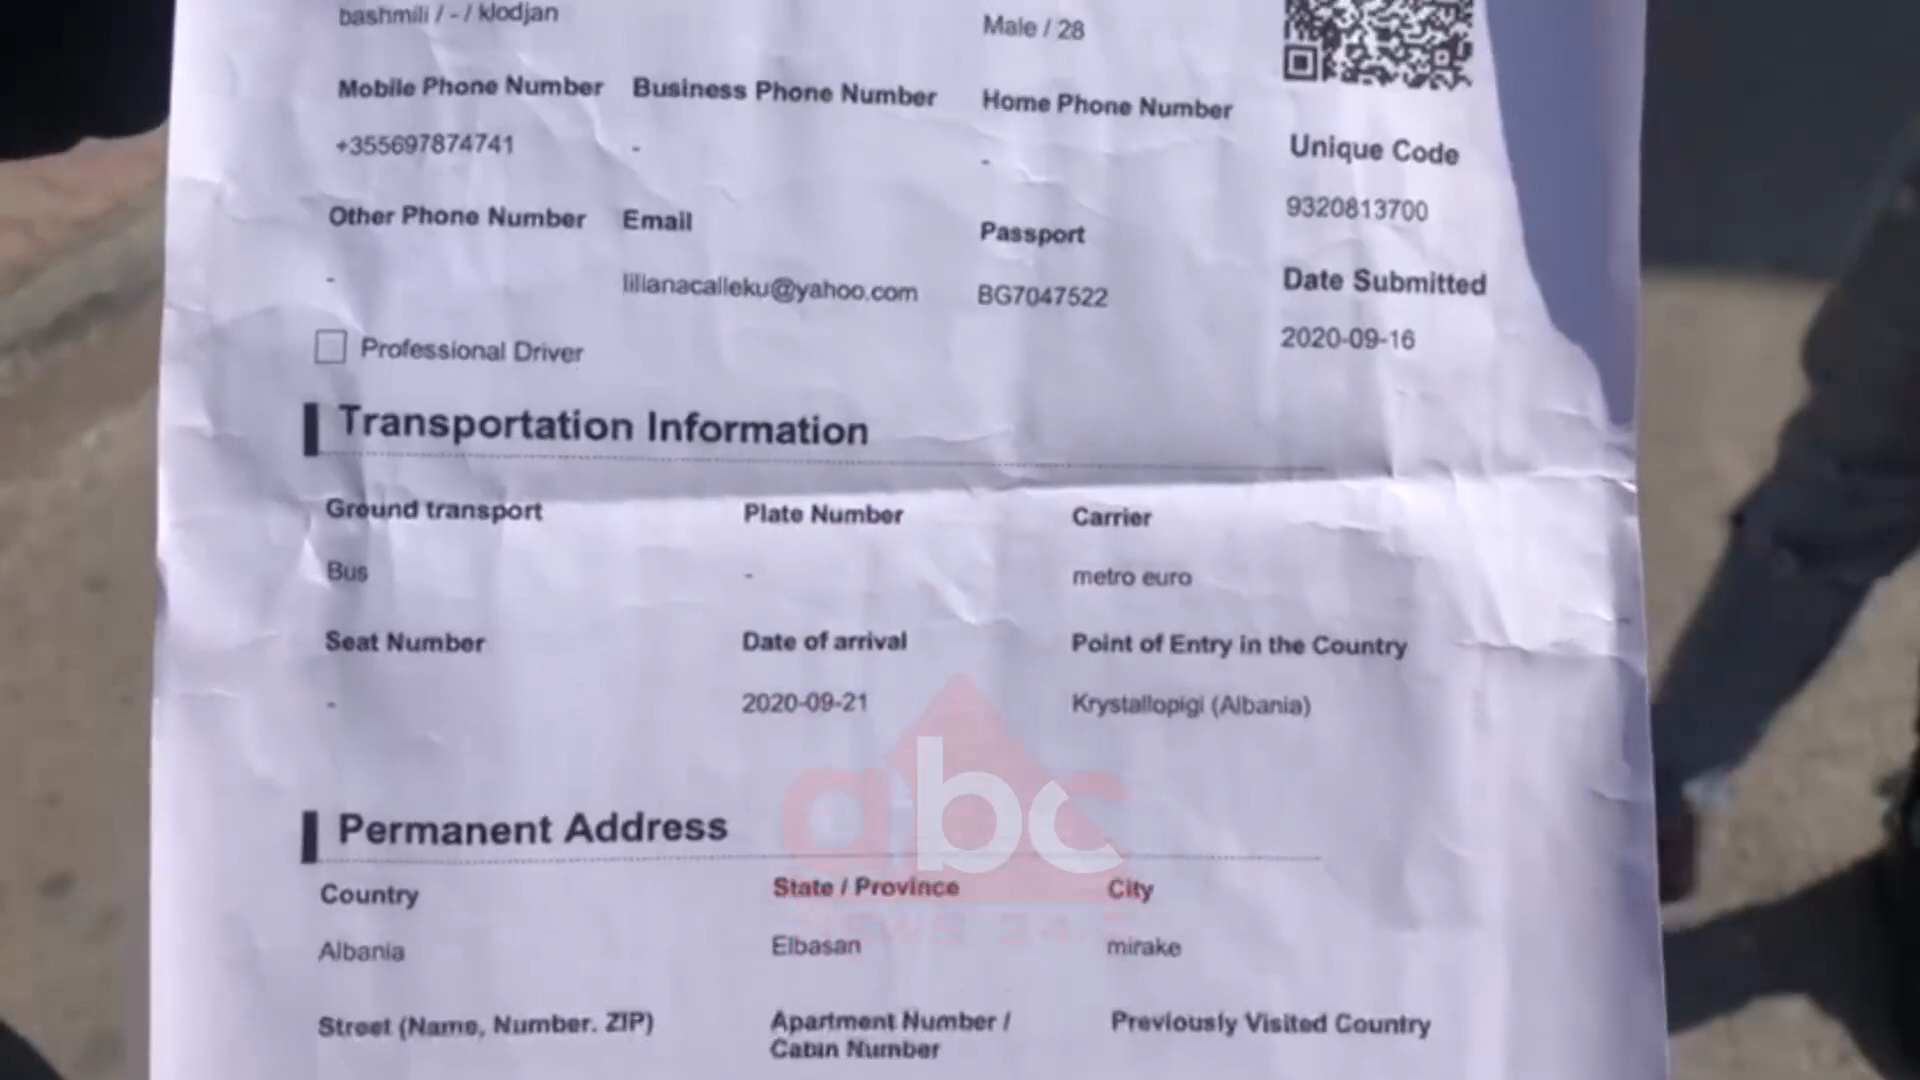 bashmili / - / klodjan Male / 28
Mobile Phone Number Business Phone Number Home Phone Number
+355697874741 - -
Unique Code
9320813700
Other Phone Number Email Passport
- lilianacalleku@yahoo.com BG7047522
Date Submitted
2020-09-16
Professional Driver
Transportation Information
Ground transport Plate Number Carrier
Bus - metro euro
Seat Number Date of arrival Point of Entry in the Country
- 2020-09-21 Krystallopigi (Albania)
abc
NEWS 24/7
Permanent Address
Country State / Province City
Albania Elbasan mirake
Street (Name, Number. ZIP) Apartment Number / Previously Visited Country
Cabin Number